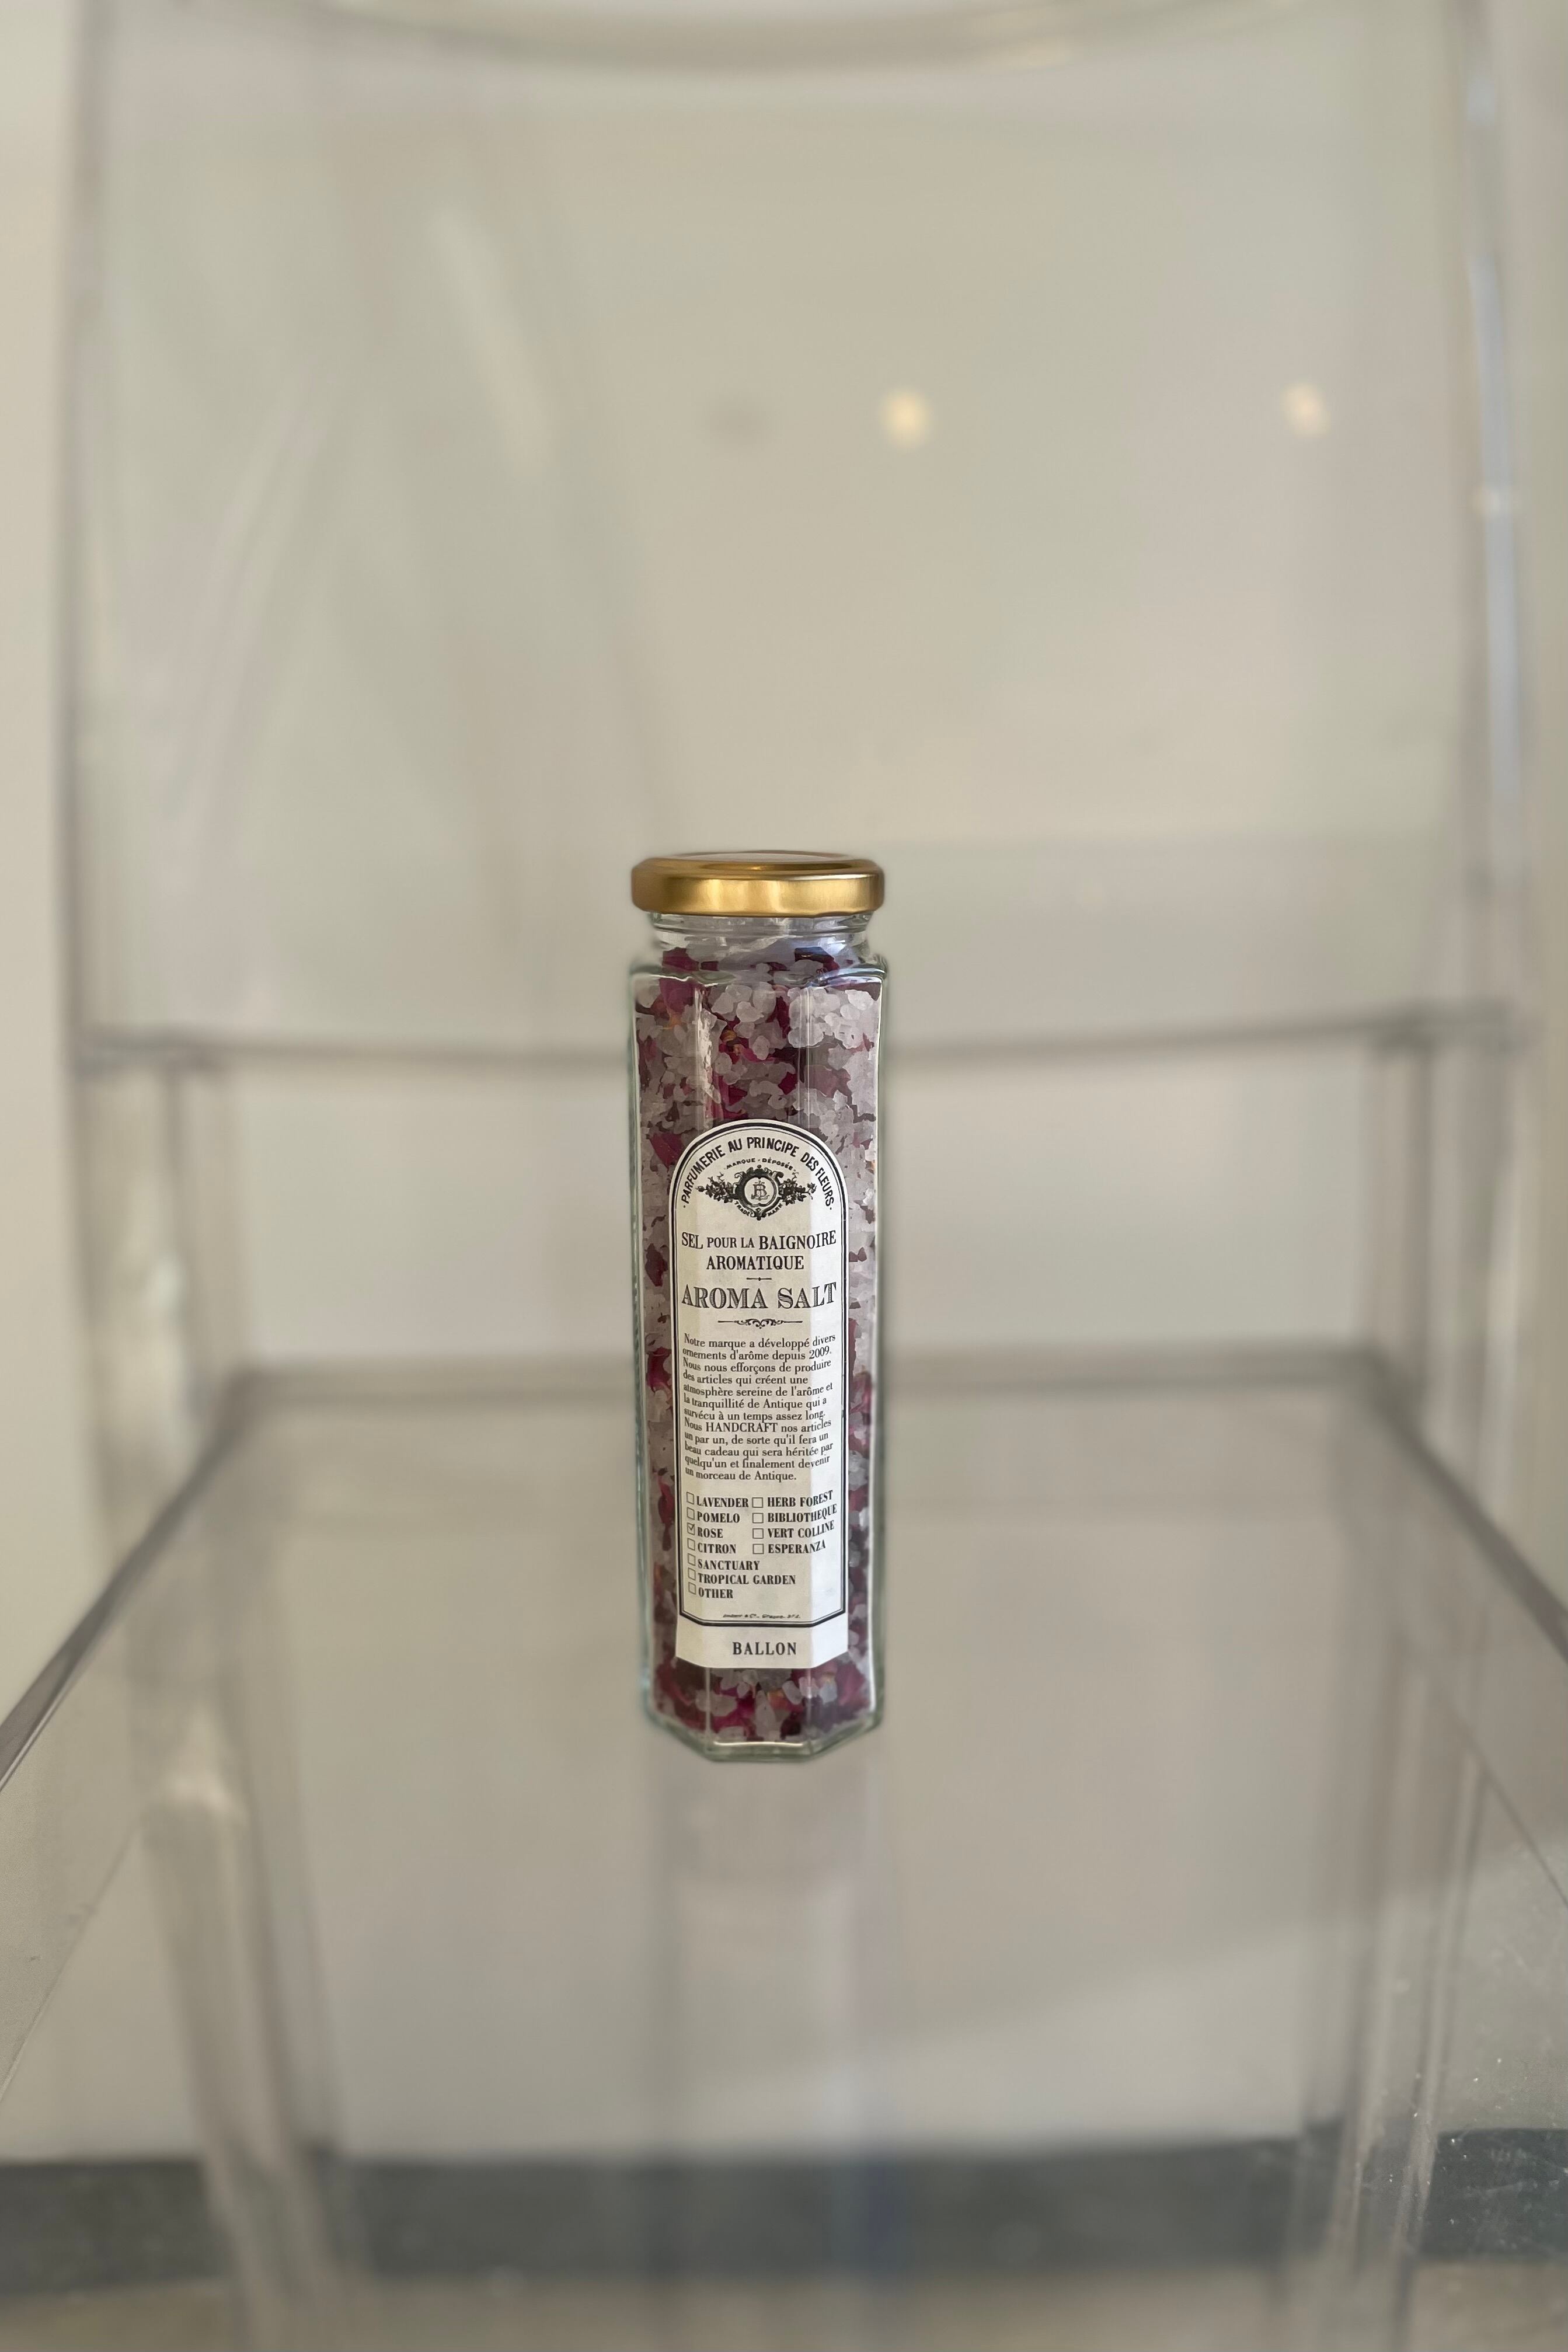 ·PARFUMERIE AU PRINCIPE DES FLEURS·
MARQUE - DÉPOSÉE
TRADE MARK
SEL POUR LA BAIGNOIRE
AROMATIQUE
AROMA SALT
Notre marque a développé divers
ornements d'arôme depuis 2009.
Nous nous efforçons de produire
des articles qui créent une
atmosphère sereine de l'arôme et
la tranquillité de Antique qui a
survécu à un temps assez long.
Nous HANDCRAFT nos articles
un par un, de sorte qu'il fera un
beau cadeau qui sera héritée par
quelqu'un et finalement devenir
un morceau de Antique.
☐ LAVENDER ☐ HERB FOREST
☐ POMELO ☐ BIBLIOTHEQUE
☑ ROSE ☐ VERT COLLINE
☐ CITRON ☐ ESPERANZA
☐ SANCTUARY
☐ TROPICAL GARDEN
☐ OTHER
BALLON